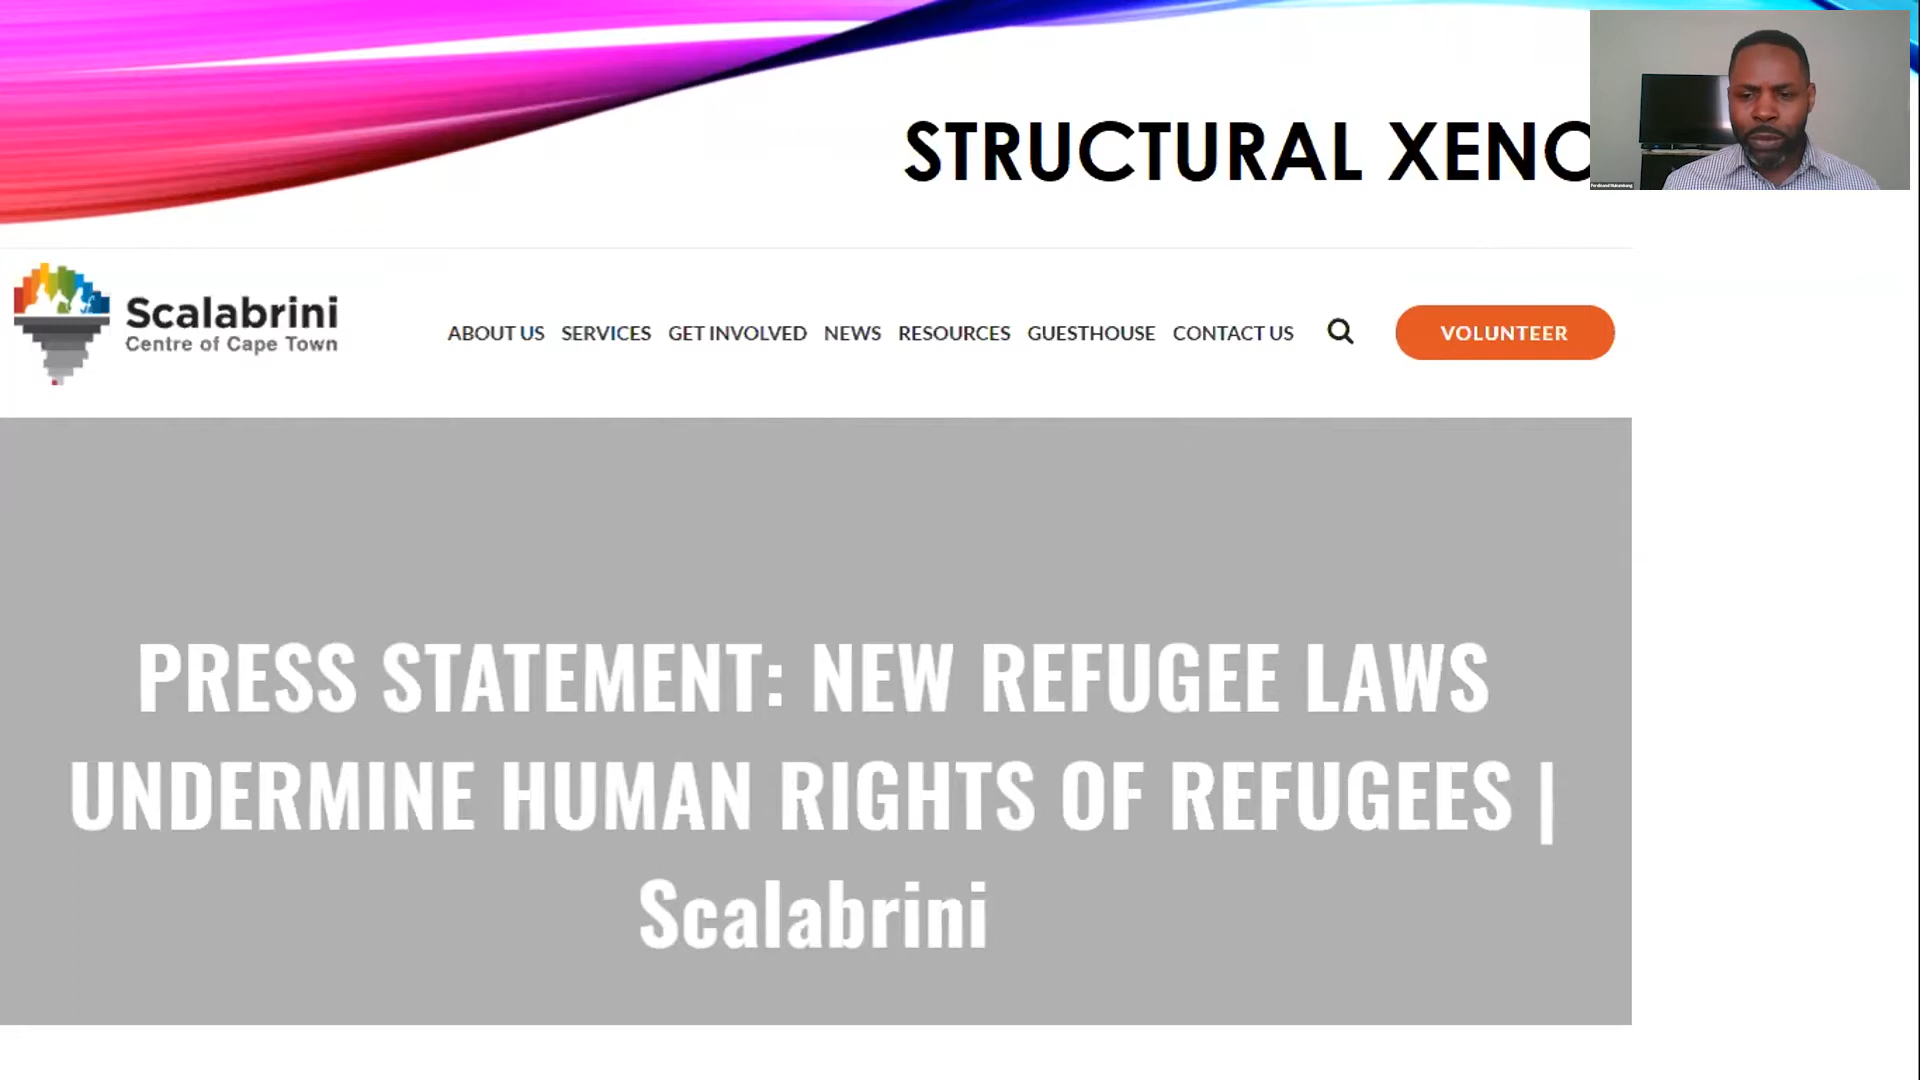 STRUCTURAL XENO
Scalabrini
Centre of Cape Town
ABOUT US SERVICES GET INVOLVED NEWS RESOURCES GUESTHOUSE CONTACT US
VOLUNTEER
PRESS STATEMENT: NEW REFUGEE LAWS
UNDERMINE HUMAN RIGHTS OF REFUGEES |
Scalabrini